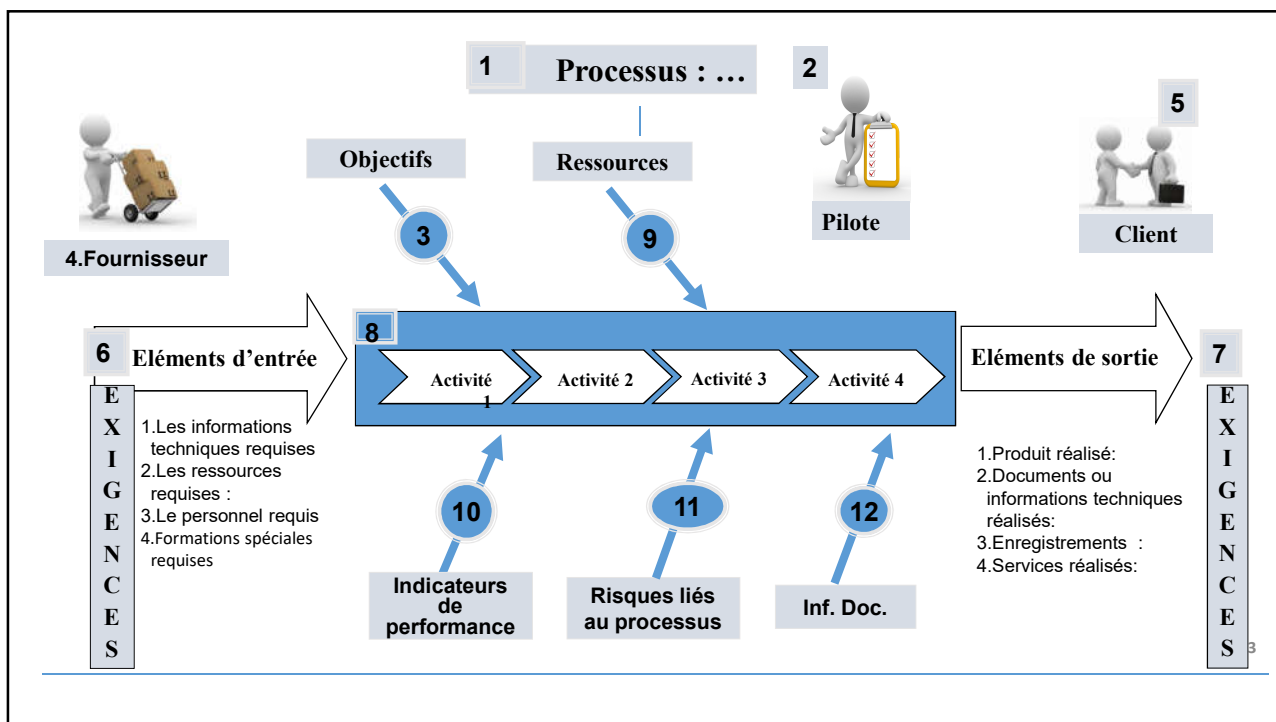 1
Processus : …
2
5
Objectifs
Ressources
Pilote
Client
4.Fournisseur
3
9
6
Eléments d’entrée
8
Activité
1
Activité 2
Activité 3
Activité 4
Eléments de sortie
7
E
X
I
G
E
N
C
E
S
1.Les informations
techniques requises
2.Les ressources
requises :
3.Le personnel requis
4.Formations spéciales
requises
10
11
12
Indicateurs
de
performance
Risques liés
au processus
Inf. Doc.
1.Produit réalisé:
2.Documents ou
informations techniques
réalisés:
3.Enregistrements :
4.Services réalisés:
E
X
I
G
E
N
C
E
S
3